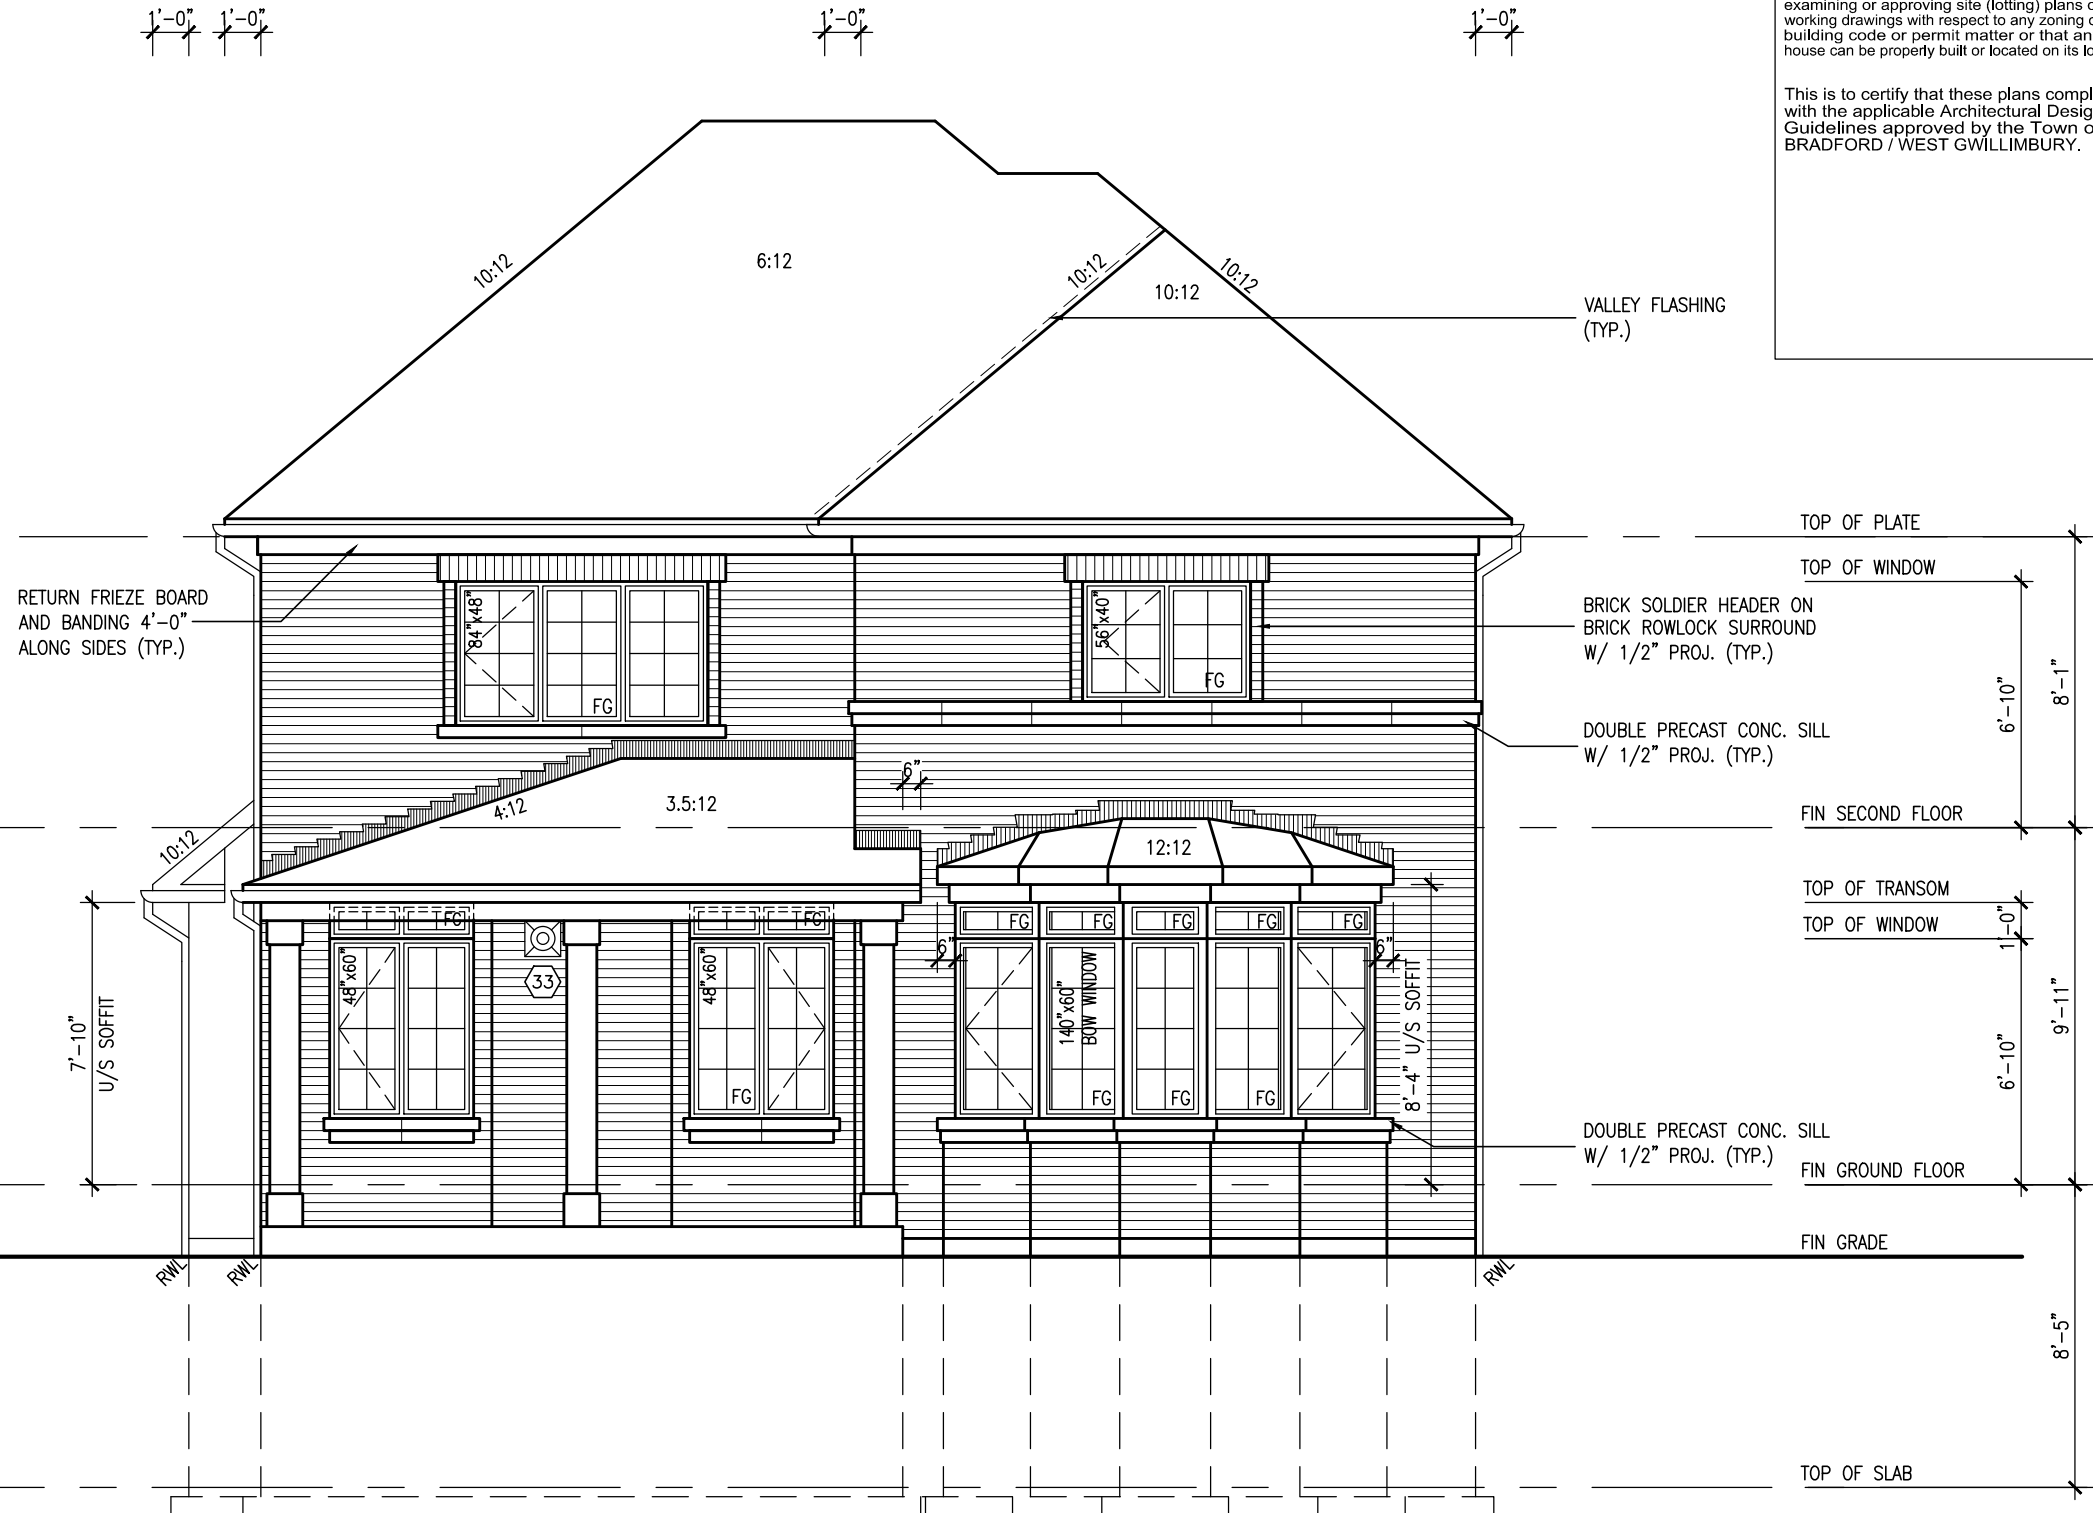 1'-0" 1'-0" 1'-0" 1'-0"
examining or approving site (lotting) plans
working drawings with respect to any zoning
building code or permit matter or that
house can be properly built or located on its
This is to certify that these plans
with the applicable Architectural
Guidelines approved by the Town
BRADFORD / WEST GWILLIMBURY.
10:12
6:12
10:12
10:12
10:12
VALLEY FLASHING
(TYP.)
TOP OF PLATE
TOP OF WINDOW
RETURN FRIEZE BOARD
AND BANDING 4'-0"
ALONG SIDES (TYP.)
84"x48"
FG
56"x40"
FG
BRICK SOLDIER HEADER ON
BRICK ROWLOCK SURROUND
W/ 1/2" PROJ. (TYP.)
6'-10"
8'-1"
DOUBLE PRECAST CONC. SILL
W/ 1/2" PROJ. (TYP.)
6"
4:12
3.5:12
10:12
12:12
FIN SECOND FLOOR
TOP OF TRANSOM
TOP OF WINDOW
1'-0"
FG
FG
FG
FG
FG
FG
FG
6"
6"
48"x60"
33
48"x60"
FG
140"x60"
BOW WINDOW
FG
FG
FG
8'-4" U/S SOFFIT
7'-10"
U/S SOFFIT
6'-10"
9'-11"
DOUBLE PRECAST CONC. SILL
W/ 1/2" PROJ. (TYP.)
FIN GROUND FLOOR
FIN GRADE
RWL
RWL
RWL
8'-5"
TOP OF SLAB